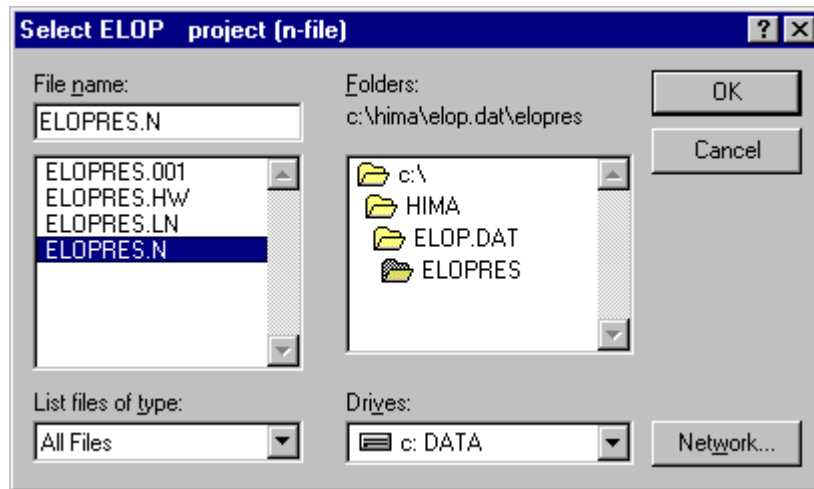 Select ELOP project (n-file)
File name:
ELOPRES.N
ELOPRES.001
ELOPRES.HW
ELOPRES.LN
ELOPRES.N
List files of type:
All Files
Folders:
c:\hima\elop.dat\elopres
c:\
HIMA
ELOP.DAT
ELOPRES
Drives:
c: DATA
OK
Cancel
Network...